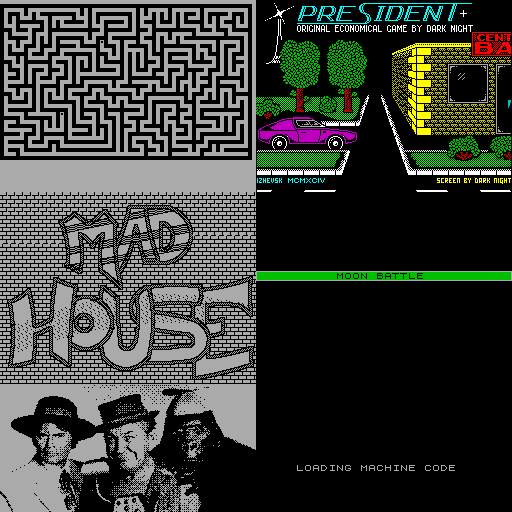 PRESIDENT+
ORIGINAL ECONOMICAL GAME BY DARK NIGHT
CENT
BA
IZHEVSK MCMXCIV
SCREEN BY DARK NIGHT
MAD
HOUSE
MOON BATTLE
LOADING MACHINE CODE